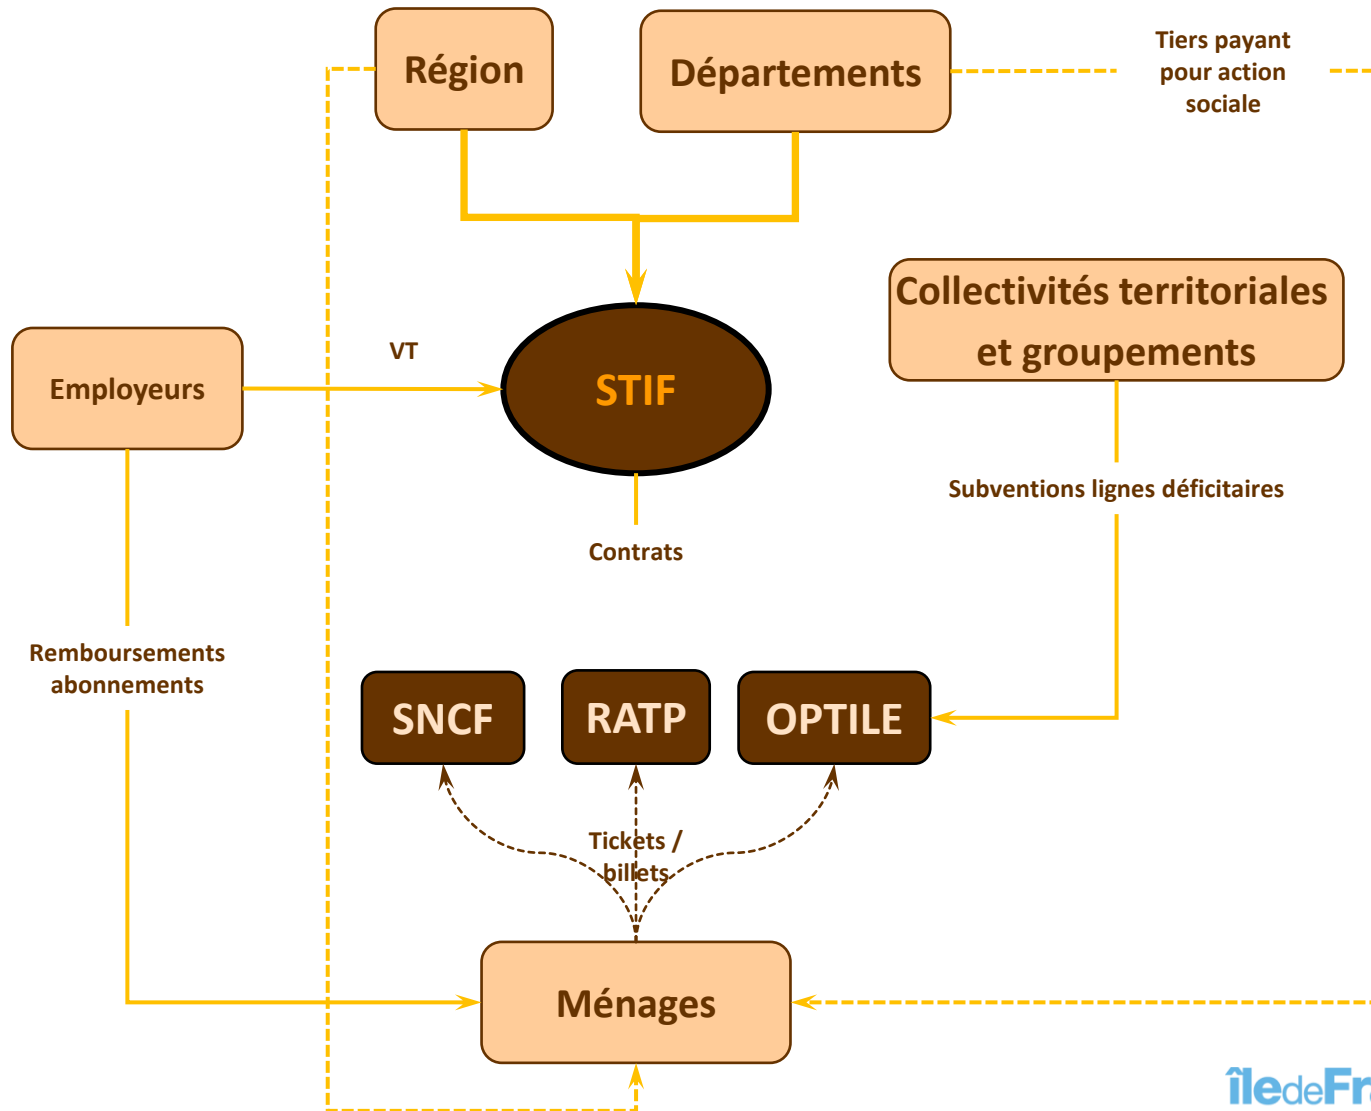 Région
Départements
Tiers payant
pour action
sociale
Collectivités territoriales
et groupements
Employeurs
VT
STIF
Subventions lignes déficitaires
Contrats
Remboursements
abonnements
SNCF
RATP
OPTILE
Tickets /
billets
Ménages
îledeFr